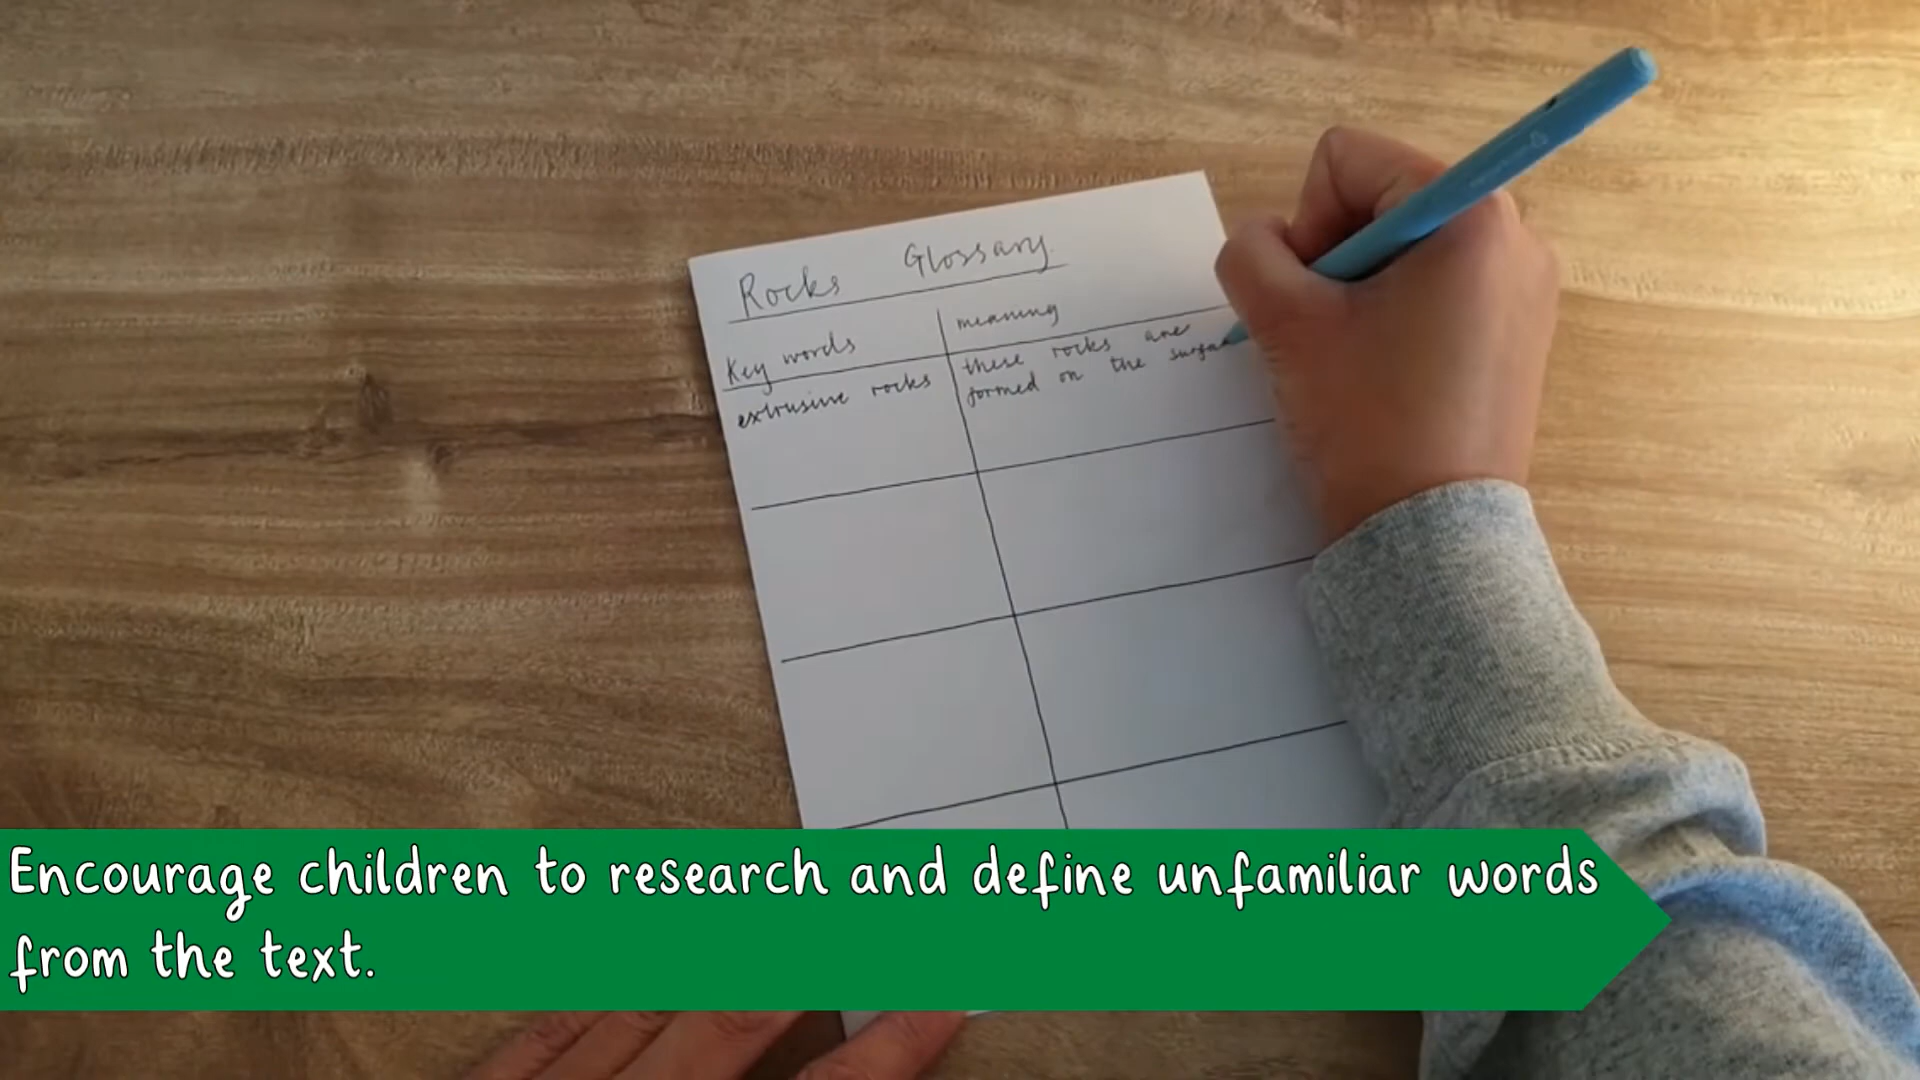 Rocks Glossary.
Key words
meaning
extrusive rocks
these rocks are
formed on the surfa
Encourage children to research and define unfamiliar words
from the text.